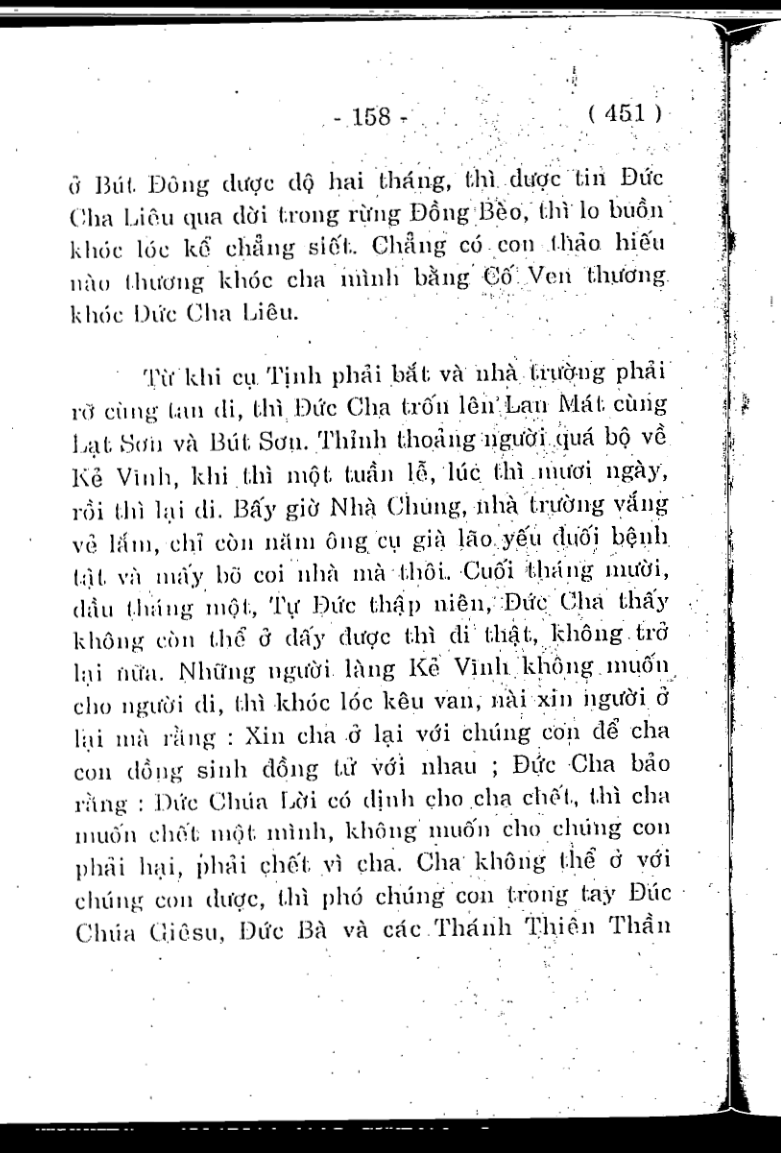 - 158 - ( 451 )
ở Bút Đông được độ hai tháng, thì được tin Đức
Cha Liêu qua đời trong rừng Đồng Bèo, thì lo buồn
khóc lóc kể chẳng siết. Chẳng có con thảo hiếu
nào thương khóc cha mình bằng Cố Ven thương
khóc Đức Cha Liêu.
Từ khi cụ Tịnh phải bắt và nhà trường phải
rỡ cùng tan đi, thì Đức Cha trốn lên Lan Mát cùng
Lạt Sơn và Bút Sơn. Thỉnh thoảng người quá bộ về
Kẻ Vĩnh, khi thì một tuần lễ, lúc thì mươi ngày,
rồi thì lại đi. Bấy giờ Nhà Chung, nhà trường vắng
vẻ lắm, chỉ còn năm ông cụ già lão yếu đuối bệnh
tật và mấy bõ coi nhà mà thôi. Cuối tháng mười,
đầu tháng một, Tự Đức thập niên, Đức Cha thấy
không còn thể ở đấy được thì đi thật, không trở
lại nữa. Những người làng Kẻ Vĩnh không muốn
cho người đi, thì khóc lóc kêu van, nài xin người ở
lại mà rằng : Xin cha ở lại với chúng con để cha
con đồng sinh đồng tử với nhau ; Đức Cha bảo
rằng : Đức Chúa Lời có định cho cha chết, thì cha
muốn chết một mình, không muốn cho chúng con
phải hại, phải chết vì cha. Cha không thể ở với
chúng con được, thì phó chúng con trong tay Đúc
Chúa Giêsu, Đức Bà và các Thánh Thiên Thần